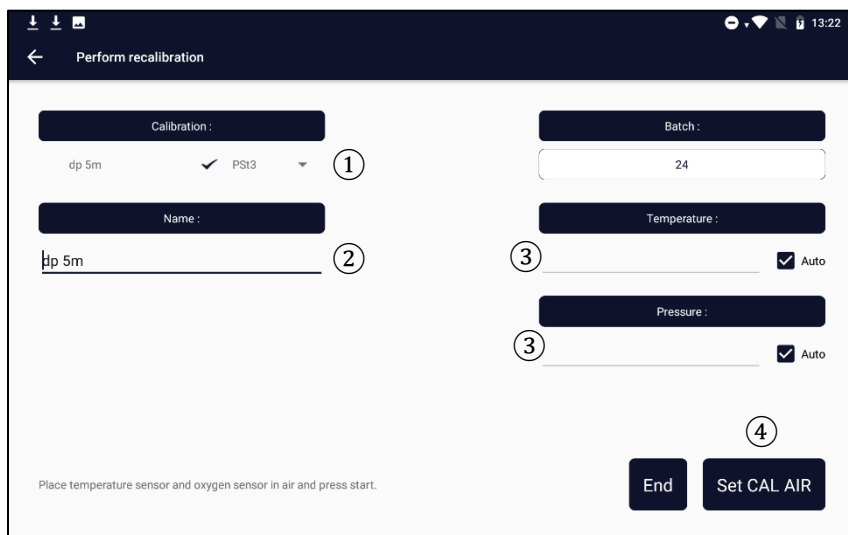 13:22
Perform recalibration
Calibration :
dp 5m PSt3 ①
Name :
dp 5m ②
Batch :
24
Temperature :
③ Auto
Pressure :
③ Auto
④
Place temperature sensor and oxygen sensor in air and press start.
End Set CAL AIR